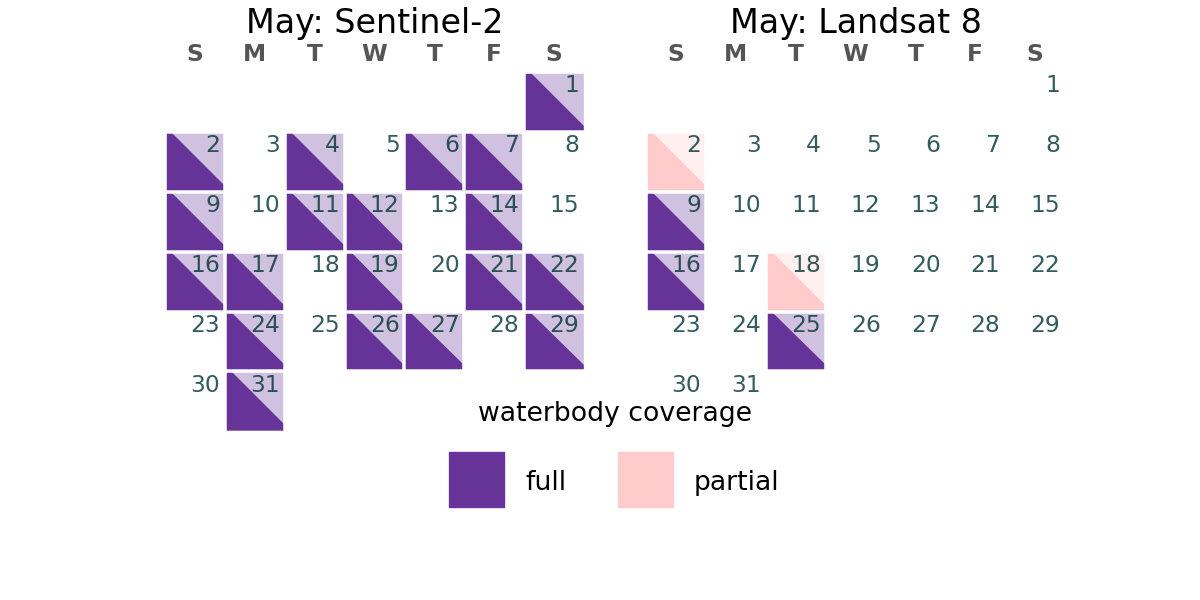 May: Sentinel-2
S M T W T F S
1
2 3 4 5 6 7 8
9 10 11 12 13 14 15
16 17 18 19 20 21 22
23 24 25 26 27 28 29
30 31
May: Landsat 8
S M T W T F S
1
2 3 4 5 6 7 8
9 10 11 12 13 14 15
16 17 18 19 20 21 22
23 24 25 26 27 28 29
30 31
waterbody coverage
full partial